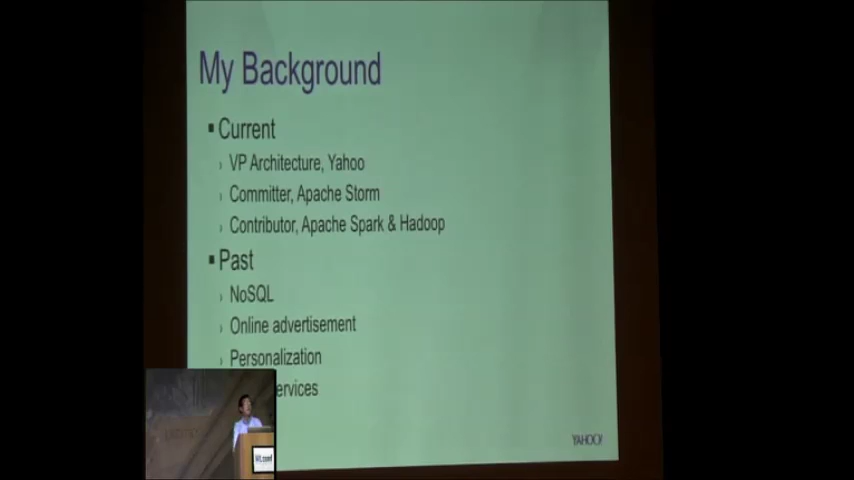 My Background
▪ Current
› VP Architecture, Yahoo
› Committer, Apache Storm
› Contributor, Apache Spark & Hadoop
▪ Past
› NoSQL
› Online advertisement
› Personalization
ervices
YAHOO!
MLconf